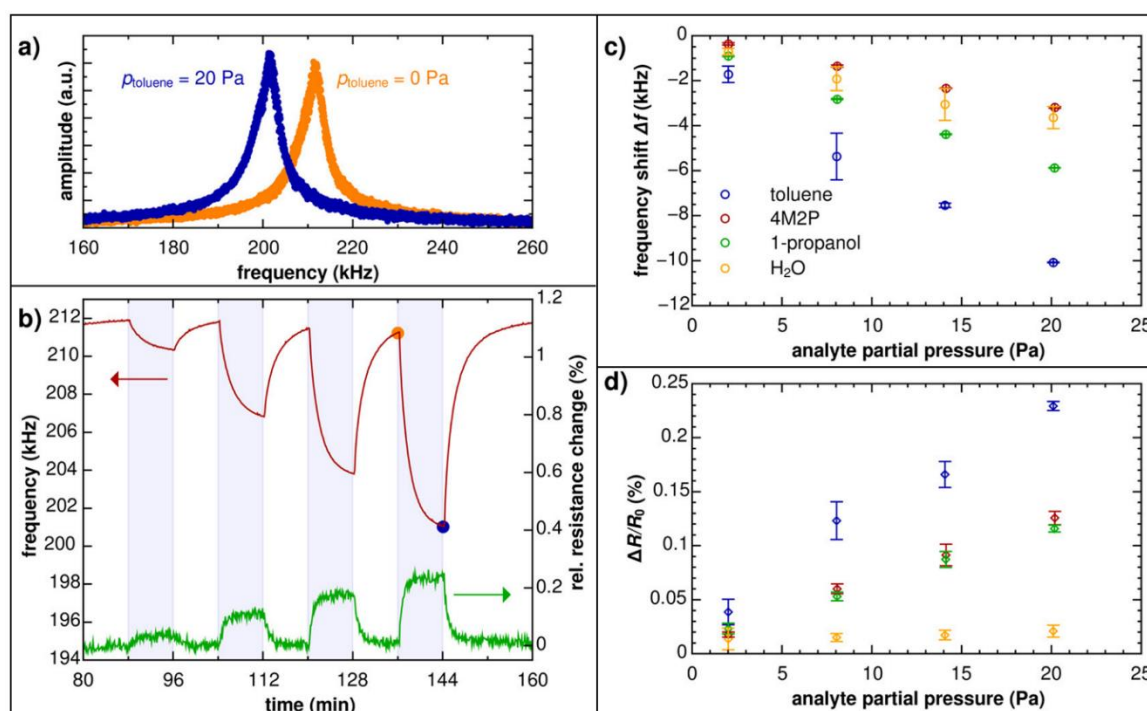 a)
p toluene = 20 Pa
p toluene = 0 Pa
amplitude (a.u.)
160 180 200 220 240 260
frequency (kHz)
b)
212
210
208
206
204
202
200
198
196
194
frequency (kHz)
1.2
1
0.8
0.6
0.4
0.2
0
rel. resistance change (%)
80 96 112 128 144 160
time (min)
c)
0
−2
−4
−6
−8
−10
−12
frequency shift Δf (kHz)
toluene
4M2P
1-propanol
H₂O
0 5 10 15 20 25
analyte partial pressure (Pa)
d)
0.25
0.2
0.15
0.1
0.05
0
ΔR/R₀ (%)
0 5 10 15 20 25
analyte partial pressure (Pa)